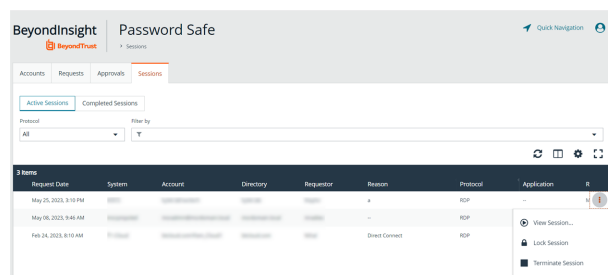 BeyondInsight
BeyondTrust
Password Safe
Sessions
Quick Navigation
Accounts Requests Approvals Sessions
Active Sessions Completed Sessions
Protocol Filter by
All
3 items
Request Date System Account Directory Requestor Reason Protocol Application R
May 25, 2023, 3:10 PM a RDP -- M
May 08, 2023, 9:46 AM -- RDP
Feb 24, 2023, 8:10 AM Direct Connect RDP
View Session...
Lock Session
Terminate Session